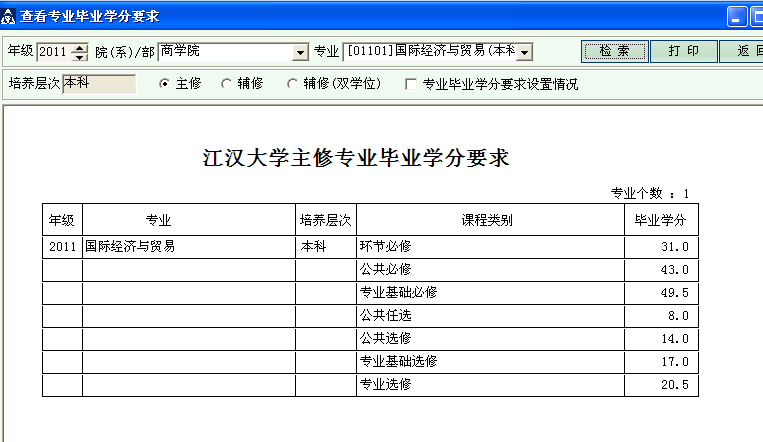 查看专业毕业学分要求
年级 2011 院(系)/部 商学院 专业 [01101]国际经济与贸易(本科 检 索 打 印 返
培养层次 本科 主修 辅修 辅修(双学位) 专业毕业学分要求设置情况
江汉大学主修专业毕业学分要求
专业个数 : 1
年级 专业 培养层次 课程类别 毕业学分
2011 国际经济与贸易 本科 环节必修 31.0
公共必修 43.0
专业基础必修 49.5
公共任选 8.0
公共选修 14.0
专业基础选修 17.0
专业选修 20.5